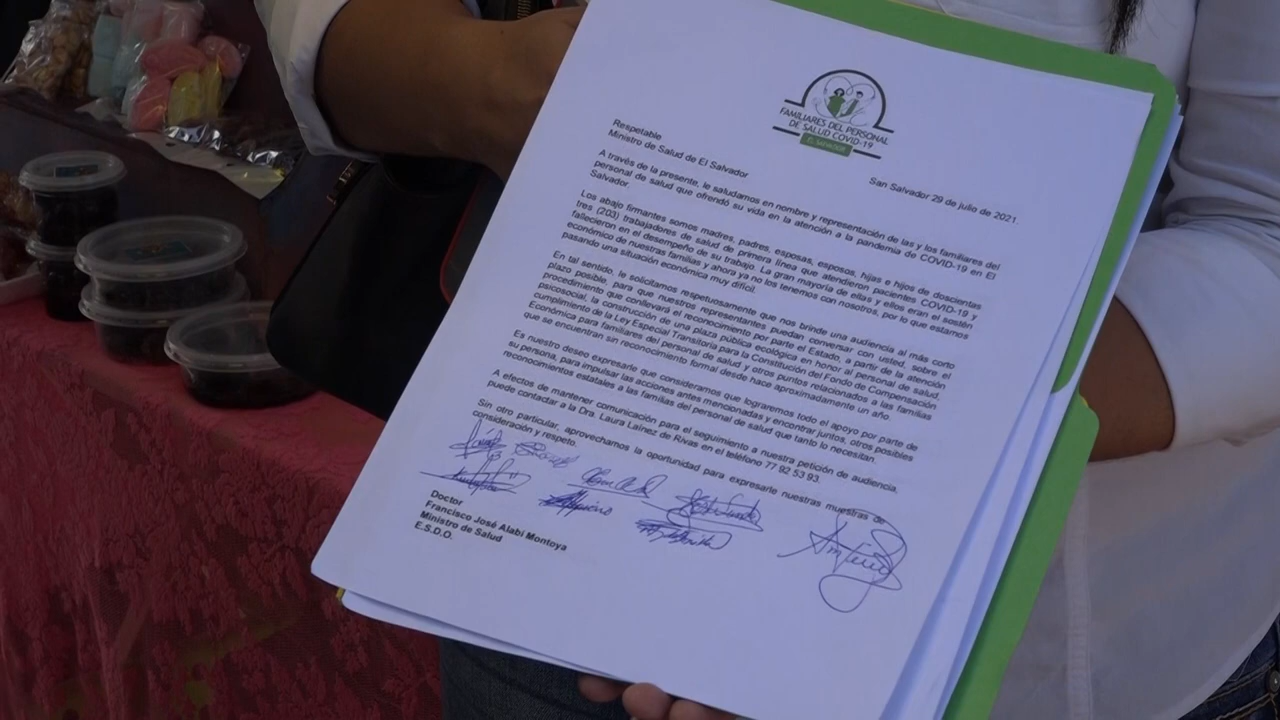 FAMILIARES DEL PERSONAL
DE SALUD COVID-19
EL SALVADOR
San Salvador 29 de julio de 2021.
Respetable
Ministro de Salud de El Salvador
A través de la presente, le saludamos en nombre y representación de las y los familiares del
personal de salud que ofrendó su vida en la atención a la pandemia de COVID-19 en El
Salvador.
Los abajo firmantes somos madres, padres, esposas, esposos, hijas e hijos de doscientas
tres (203) trabajadores de salud de primera línea que atendieron pacientes COVID-19 y
fallecieron en el desempeño de su trabajo. La gran mayoría de ellas y ellos eran el sostén
económico de nuestras familias y ahora ya no los tenemos con nosotros, por lo que estamos
pasando una situación económica muy difícil.
En tal sentido, le solicitamos respetuosamente que nos brinde una audiencia al más corto
plazo posible, para que nuestros representantes puedan conversar con usted, sobre el
procedimiento que conllevará el reconocimiento por parte el Estado, a partir de la atención
psicosocial, la construcción de una plaza pública ecológica en honor al personal de salud,
cumplimiento de la Ley Especial Transitoria para la Constitución del Fondo de Compensación
Económica para familiares del personal de salud y otros puntos relacionados a las familias
que se encuentran sin reconocimiento formal desde hace aproximadamente un año.
Es nuestro deseo expresarle que consideramos que lograremos todo el apoyo por parte de
su persona, para impulsar las acciones antes mencionadas y encontrar juntos, otros posibles
reconocimientos estatales a las familias del personal de salud que tanto lo necesitan.
A efectos de mantener comunicación para el seguimiento a nuestra petición de audiencia,
puede contactar a la Dra. Laura Laínez de Rivas en el teléfono 77 92 53 93.
Sin otro particular, aprovechamos la oportunidad para expresarle nuestras muestras de
consideración y respeto.
Doctor
Francisco José Alabi Montoya
Ministro de Salud
E.S.D.O.